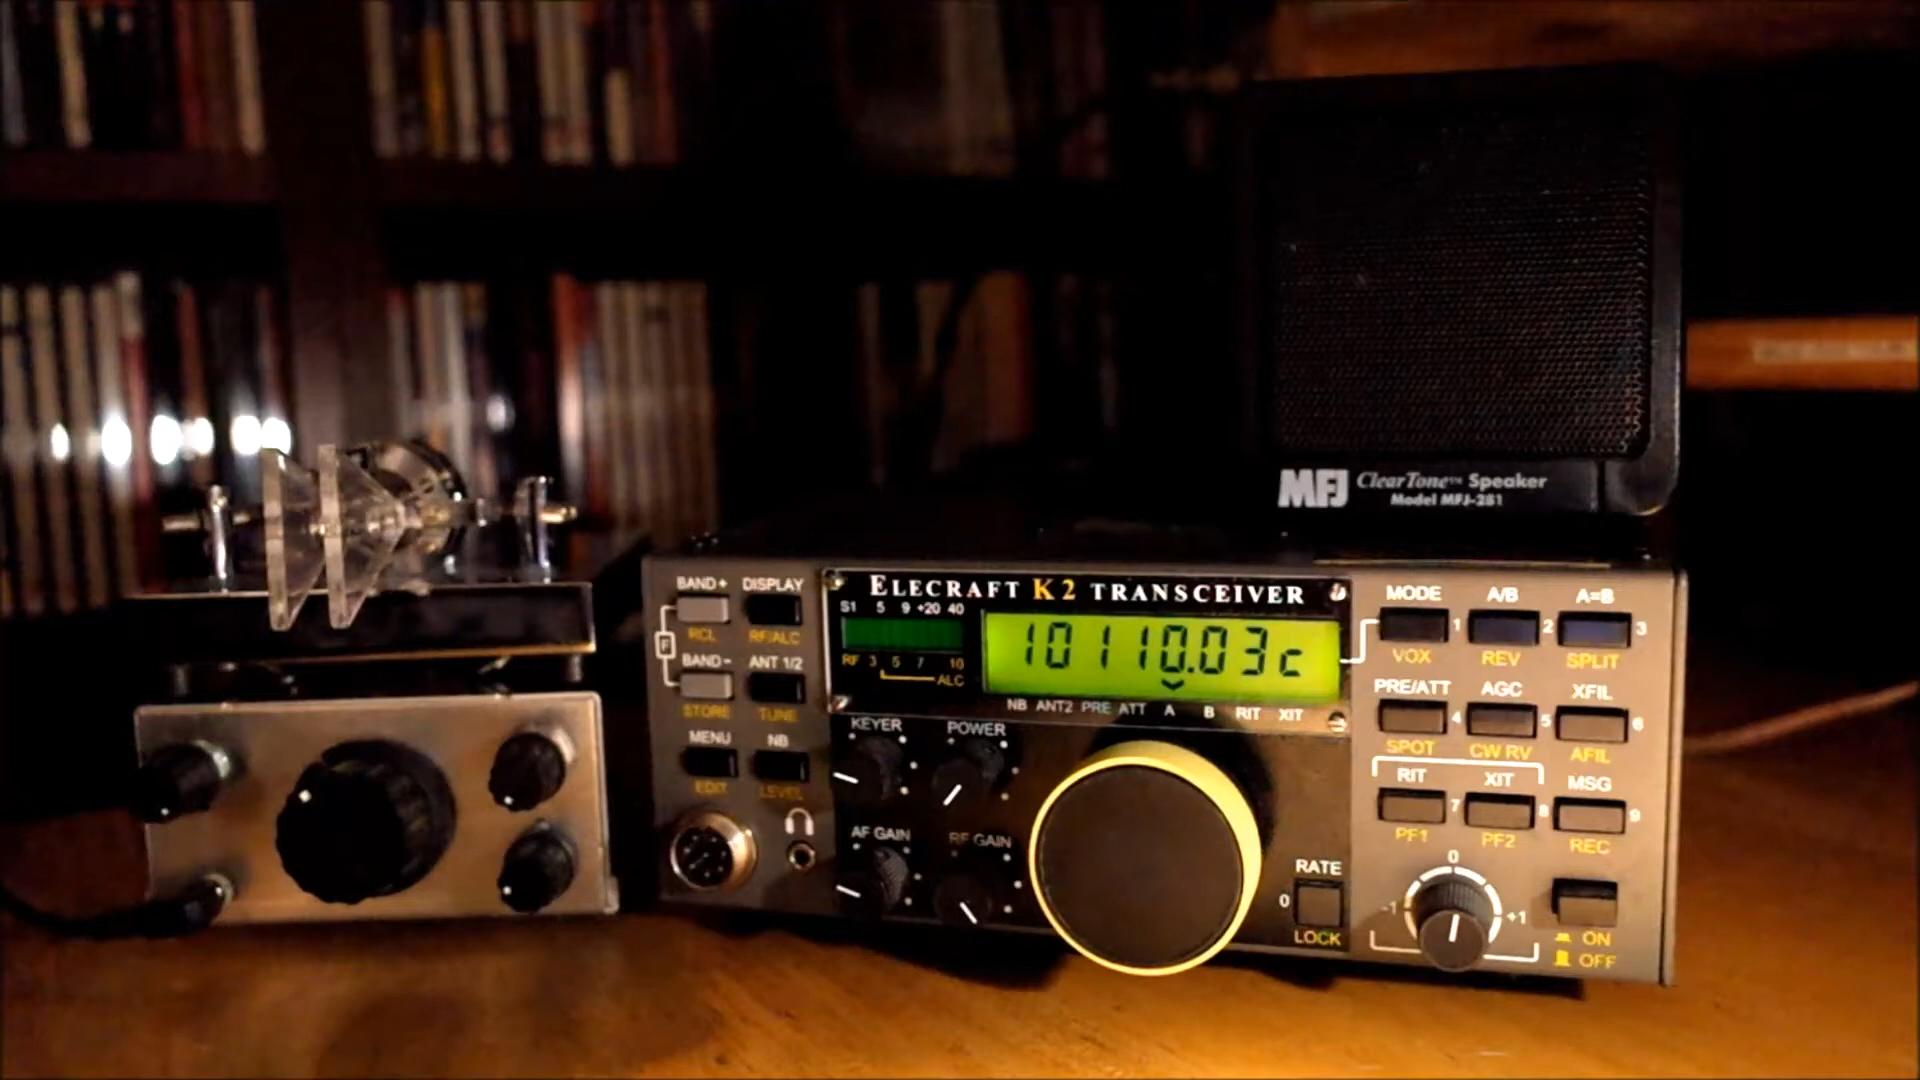 MFJ ClearTone™ Speaker
Model MFJ-281
ELECRAFT K2 TRANSCEIVER
BAND+ DISPLAY
RCL RF/ALC
F
BAND- ANT 1/2
STORE TUNE
MENU NB
EDIT LEVEL
S1 5 9 +20 40
RF 3 5 7 10
ALC
10110.03c
NB ANT2 PRE ATT A B RIT XIT
KEYER POWER
AF GAIN RF GAIN
RATE
0
LOCK
MODE A/B A=B
1 2 3
VOX REV SPLIT
PRE/ATT AGC XFIL
4 5 6
SPOT CW RV AFIL
RIT XIT MSG
7 8 9
PF1 PF2 REC
0
-1 +1
ON
OFF